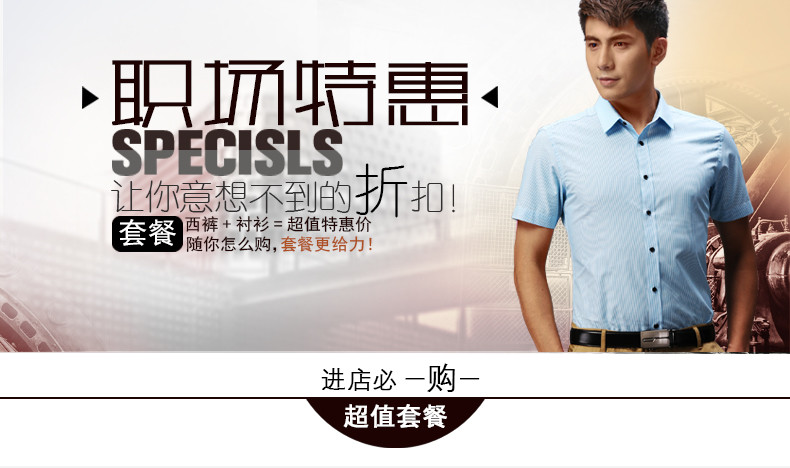 职场特惠
SPECISLS
让你意想不到的折扣!
套餐
西裤+衬衫=超值特惠价
随你怎么购,套餐更给力!
进店必一购一
超值套餐